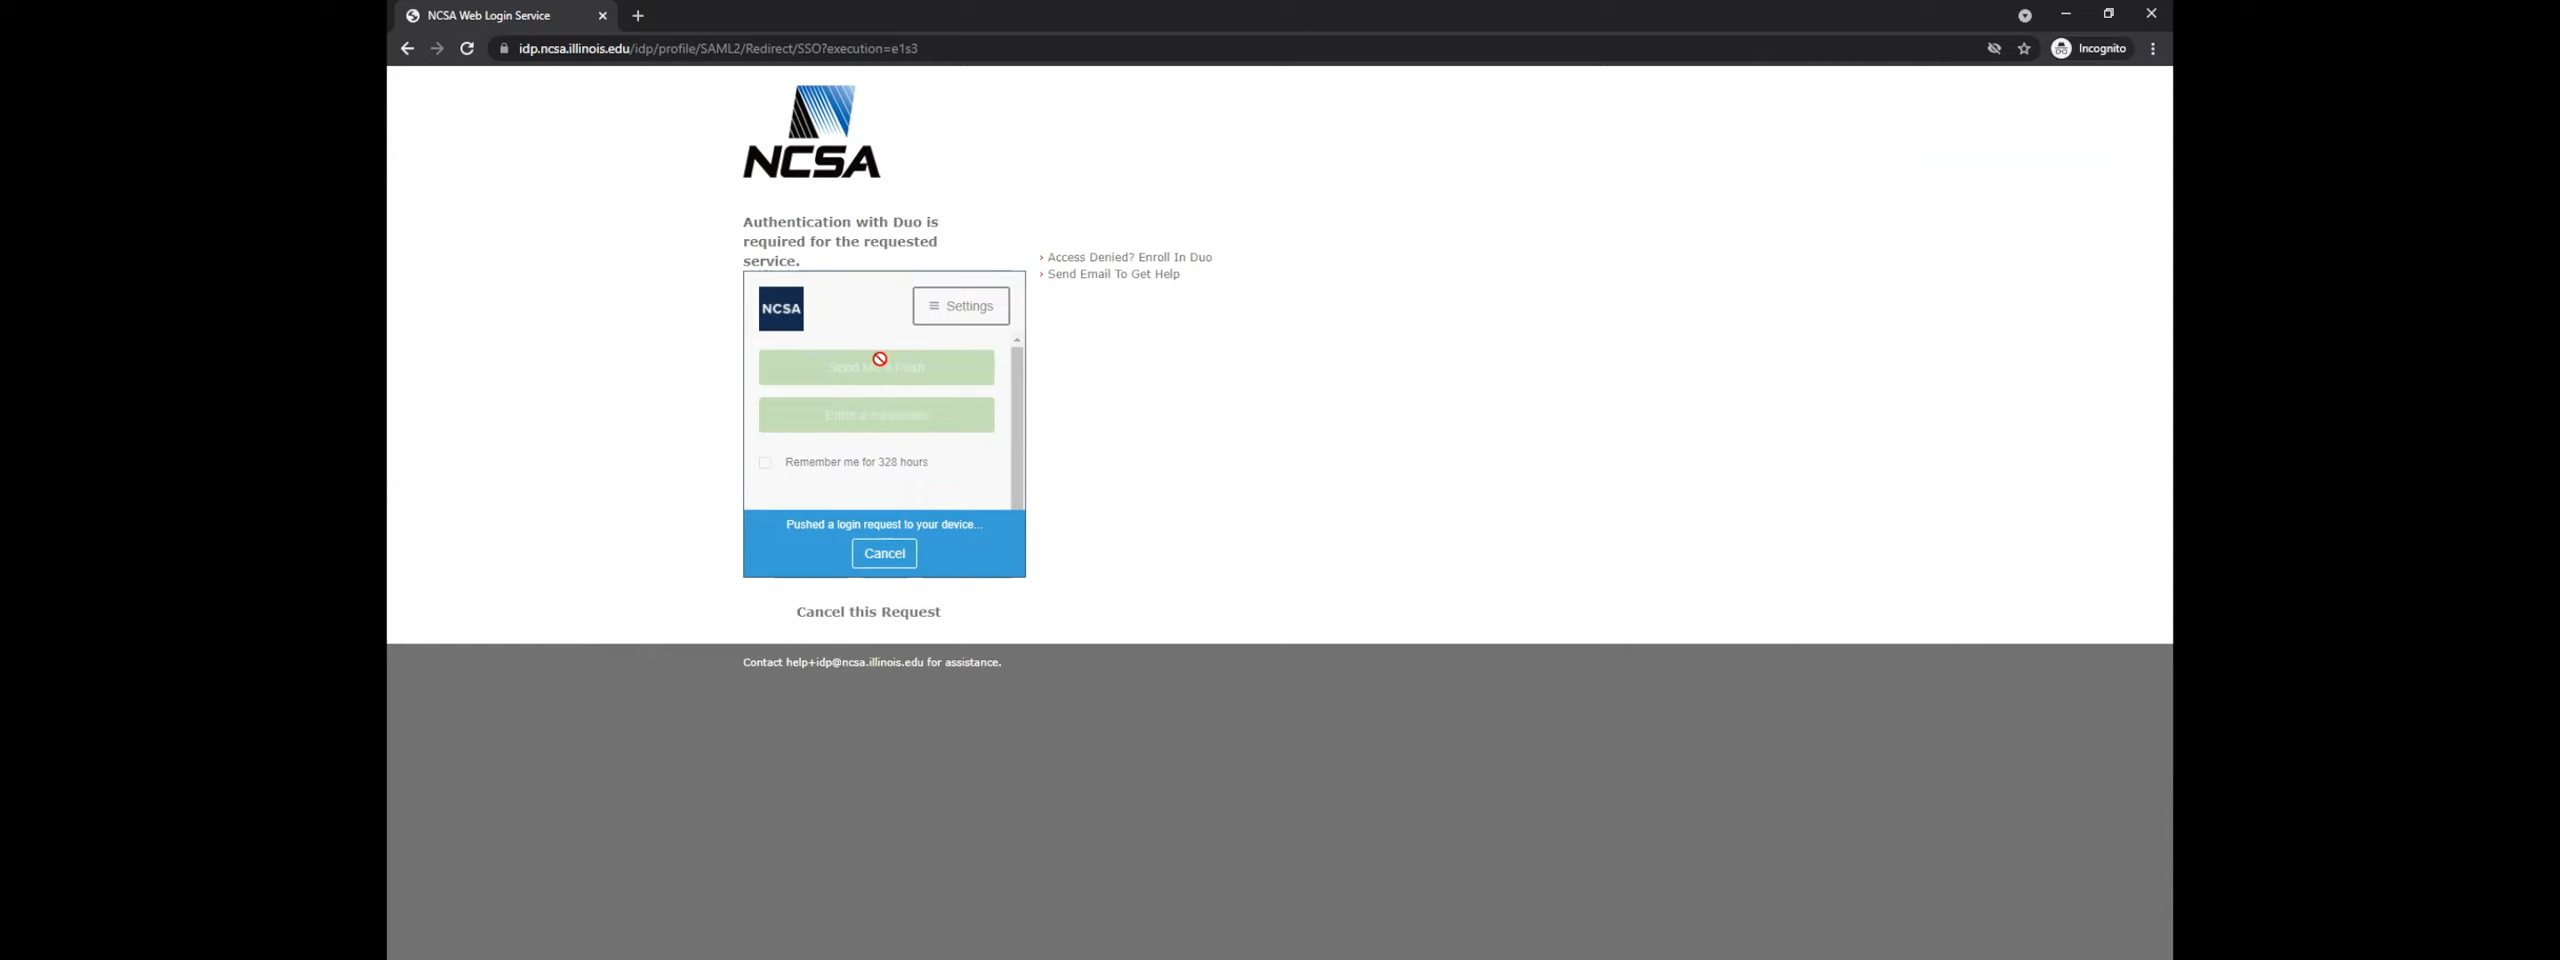 NCSA Web Login Service
idp.ncsa.illinois.edu/idp/profile/SAML2/Redirect/SSO?execution=e1s3
Incognito
NCSA
Authentication with Duo is
required for the requested
service.
Access Denied? Enroll In Duo
Send Email To Get Help
NCSA
Settings
Send Me a Push
Remember me for 328 hours
Pushed a login request to your device...
Cancel
Cancel this Request
Contact help+idp@ncsa.illinois.edu for assistance.